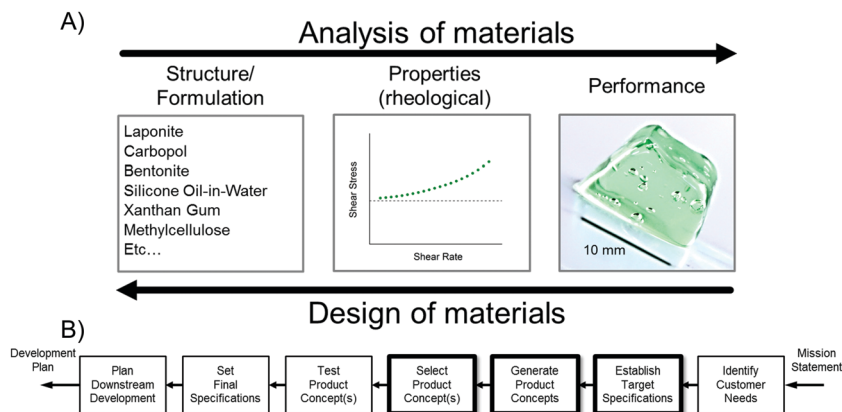 A)
Analysis of materials
Structure/
Formulation
Properties
(rheological)
Performance
Laponite
Carbopol
Bentonite
Silicone Oil-in-Water
Xanthan Gum
Methylcellulose
Etc…
Shear Stress
Shear Rate
10 mm
Design of materials
B)
Development
Plan
Plan
Downstream
Development
Set
Final
Specifications
Test
Product
Concept(s)
Select
Product
Concept(s)
Generate
Product
Concepts
Establish
Target
Specifications
Identify
Customer
Needs
Mission
Statement